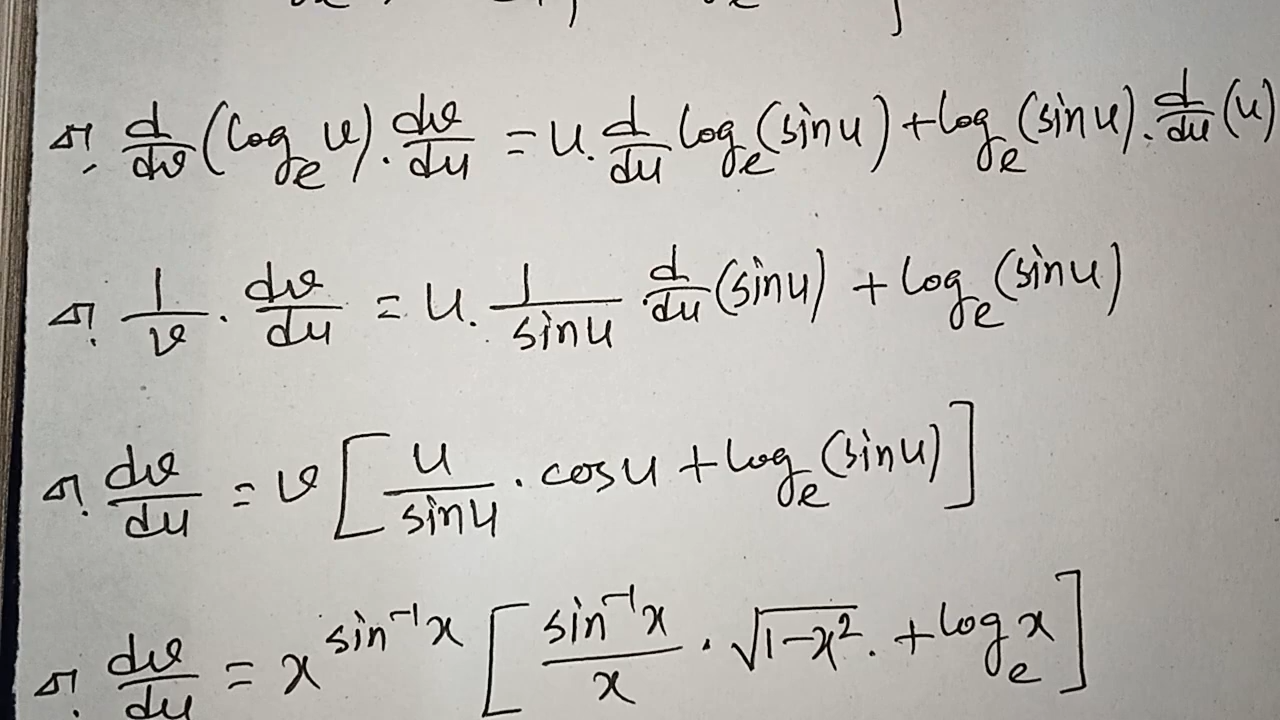 বা, d/dv (log_e v) . dv/du = u . d/du log_e (sin u) + log_e (sin u) . d/du (u)
বা, 1/v . dv/du = u . 1/sin u d/du (sin u) + log_e (sin u)
বা, dv/du = v [ u/sin u . cos u + log_e (sin u) ]
বা, dv/du = x^(sin⁻¹x) [ sin⁻¹x/x . √(1-x²) . + log_e x ]